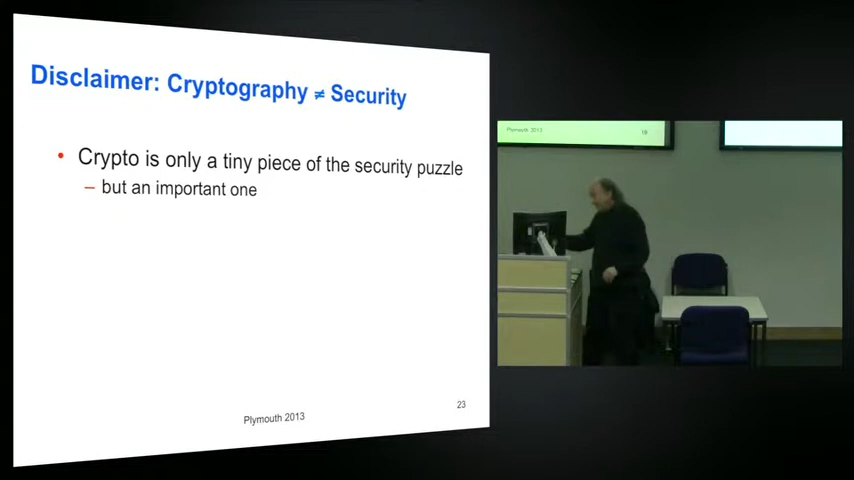 Disclaimer: Cryptography ≠ Security
• Crypto is only a tiny piece of the security puzzle
– but an important one
Plymouth 2013
23
Plymouth 2013
18